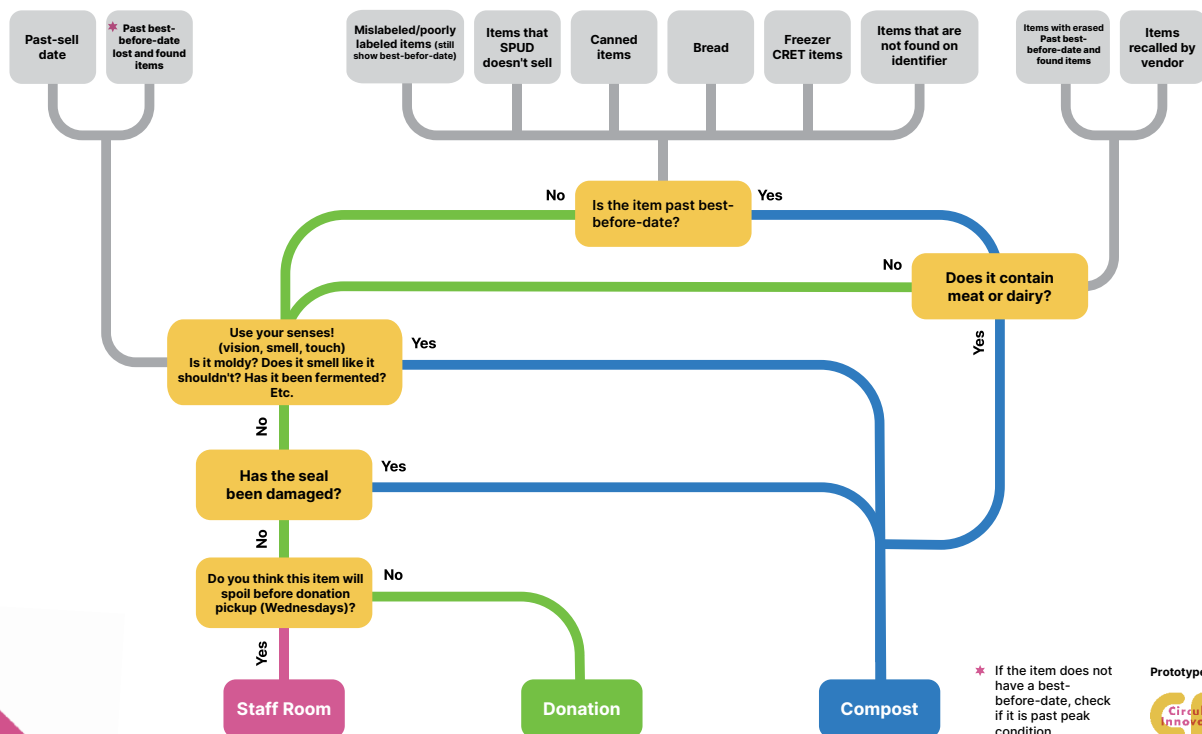 Past-sell
date
✶ Past best-
before-date
lost and found
items
Mislabeled/poorly
labeled items (still
show best-befor-date)
Items that
SPUD
doesn't sell
Canned
items
Bread
Freezer
CRET items
Items that are
not found on
identifier
Items with erased
Past best-
before-date and
found items
Items
recalled by
vendor
No
Is the item past best-
before-date?
Yes
No
Does it contain
meat or dairy?
Yes
Use your senses!
(vision, smell, touch)
Is it moldy? Does it smell like it
shouldn't? Has it been fermented?
Etc.
Yes
No
Has the seal
been damaged?
Yes
No
Do you think this item will
spoil before donation
pickup (Wednesdays)?
No
Yes
Staff Room
Donation
Compost
✶ If the item does not
have a best-
before-date, check
if it is past peak
condition
Prototype
Circul
Innova